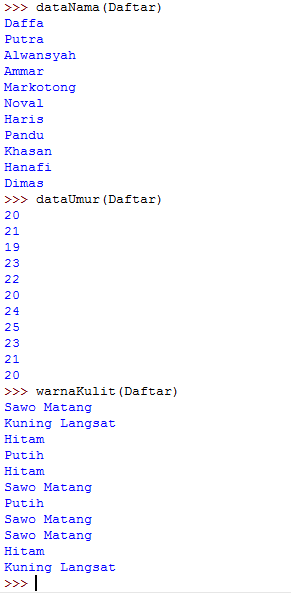 >>> dataNama(Daftar)
Daffa
Putra
Alwansyah
Ammar
Markotong
Noval
Haris
Pandu
Khasan
Hanafi
Dimas
>>> dataUmur(Daftar)
20
21
19
23
22
20
24
25
23
21
20
>>> warnaKulit(Daftar)
Sawo Matang
Kuning Langsat
Hitam
Putih
Hitam
Sawo Matang
Putih
Sawo Matang
Sawo Matang
Hitam
Kuning Langsat
>>>